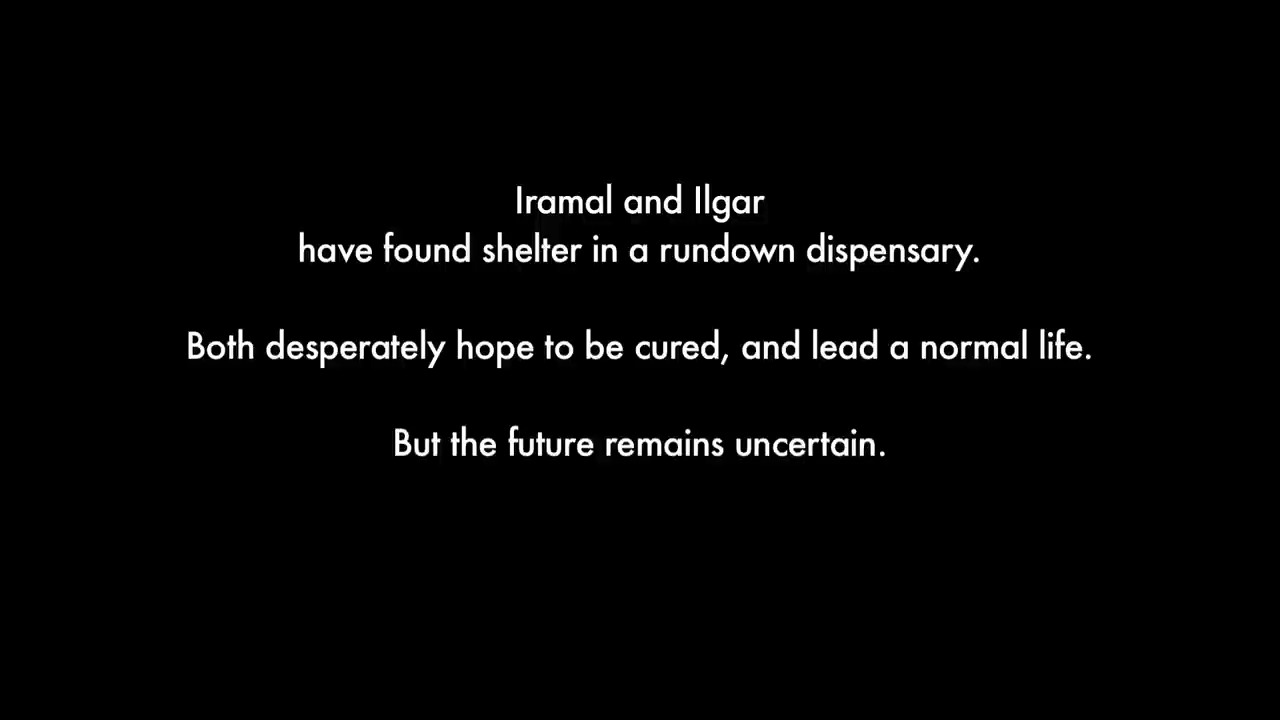 Iramal and Ilgar
have found shelter in a rundown dispensary.
Both desperately hope to be cured, and lead a normal life.
But the future remains uncertain.